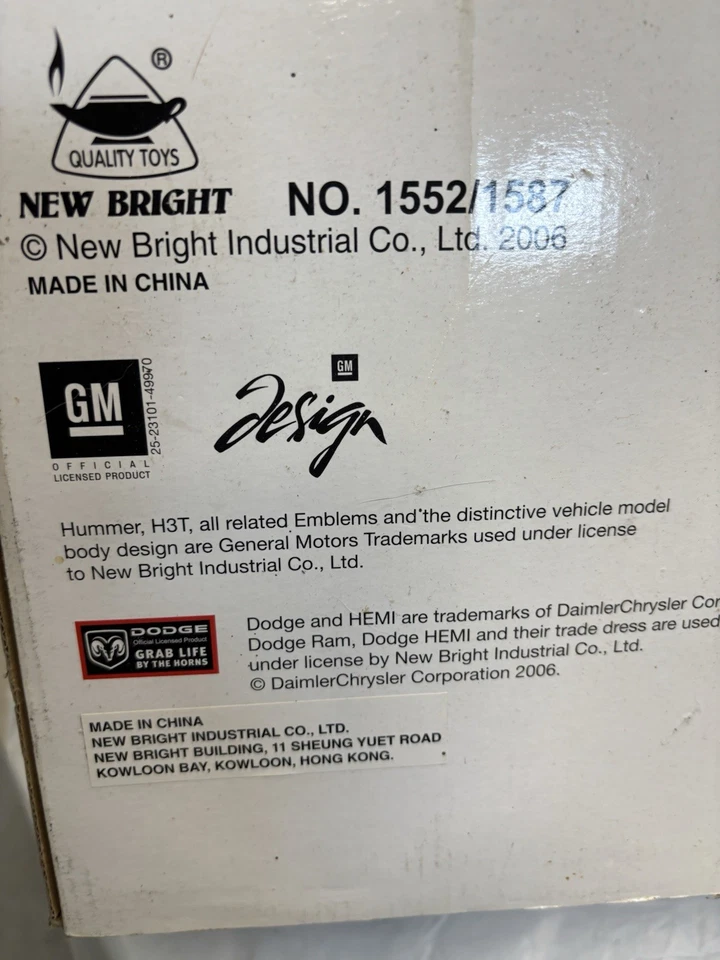 ®
QUALITY TOYS
NEW BRIGHT NO. 1552/1587
© New Bright Industrial Co., Ltd. 2006
MADE IN CHINA
GM
25-23101-49970
OFFICIAL
LICENSED PRODUCT
GM
design
Hummer, H3T, all related Emblems and the distinctive vehicle model
body design are General Motors Trademarks used under license
to New Bright Industrial Co., Ltd.
DODGE
Official Licensed Product
GRAB LIFE
BY THE HORNS
Dodge and HEMI are trademarks of DaimlerChrysler Cor
Dodge Ram, Dodge HEMI and their trade dress are used
under license by New Bright Industrial Co., Ltd.
© DaimlerChrysler Corporation 2006.
MADE IN CHINA
NEW BRIGHT INDUSTRIAL CO., LTD.
NEW BRIGHT BUILDING, 11 SHEUNG YUET ROAD
KOWLOON BAY, KOWLOON, HONG KONG.